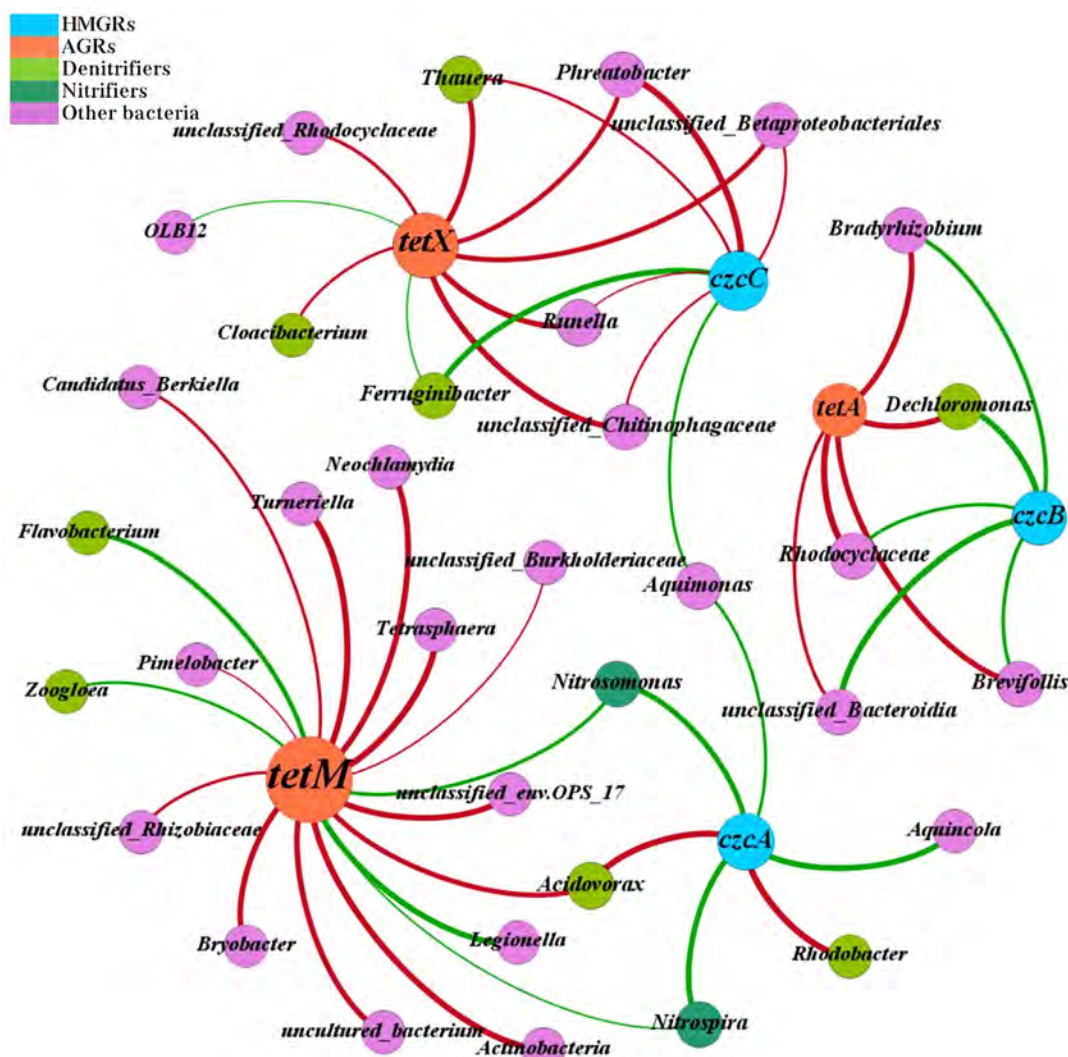 HMGRs
AGRs
Denitrifiers
Nitrifiers
Other bacteria
Thauera
Phreatobacter
unclassified_Rhodocyclaceae
unclassified_Betaproteobacteriales
OLB12
tetX
Bradyrhizobium
czcC
Cloacibacterium
Runella
Candidatus_Berkiella
Ferruginibacter
unclassified_Chitinophagaceae
tetA
Dechloromonas
Neochlamydia
Turneriella
czcB
Flavobacterium
unclassified_Burkholderiaceae
Rhodocyclaceae
Aquimonas
Tetrasphaera
Pimelobacter
Zoogloea
Nitrosomonas
Brevifollis
unclassified_Bacteroidia
tetM
unclassified_env.OPS_17
unclassified_Rhizobiaceae
czcA
Aquincola
Acidovorax
Bryobacter
Legionella
Rhodobacter
uncultured_bacterium
Nitrospira
Actinobacteria